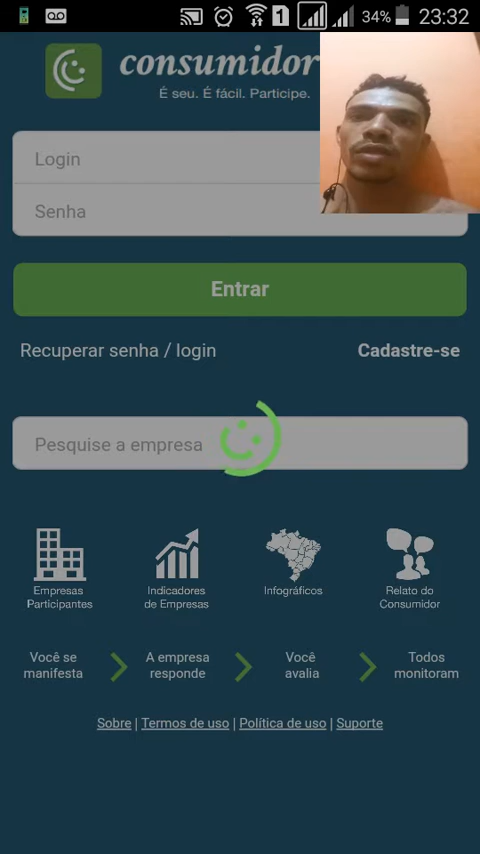 34% 23:32
consumidor
É seu. É fácil. Participe.
Login
Senha
Entrar
Recuperar senha / login
Cadastre-se
Pesquise a empresa
Empresas
Participantes
Indicadores
de Empresas
Infográficos
Relato do
Consumidor
Você se
manifesta
A empresa
responde
Você
avalia
Todos
monitoram
Sobre | Termos de uso | Política de uso | Suporte